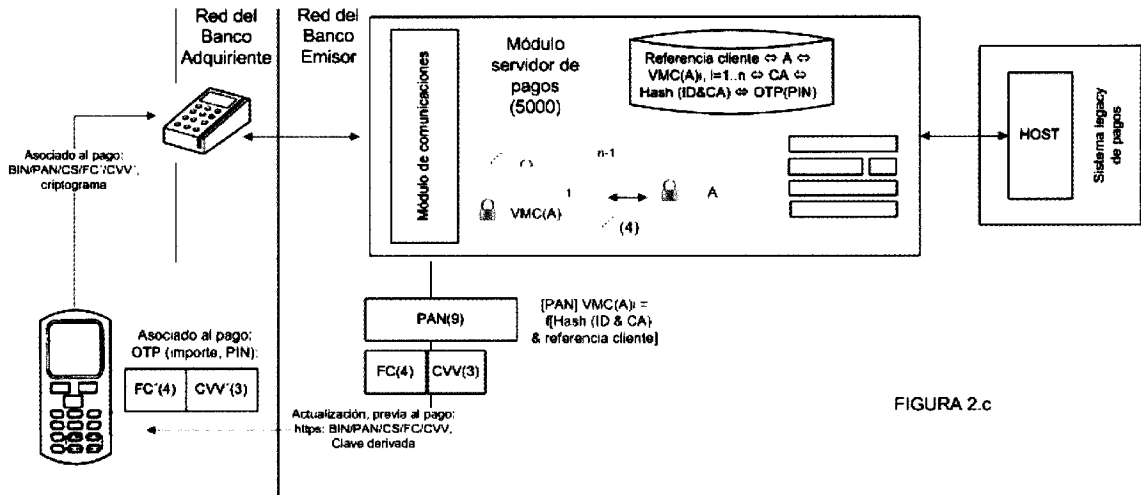 Red del
Banco
Adquiriente
Red del
Banco
Emisor
Módulo de comunicaciones
Módulo
servidor de
pagos
(5000)
Referencia cliente ⇔ A ⇔
VMC(A)i, i=1..n ⇔ CA ⇔
Hash (ID&CA) ⇔ OTP(PIN)
n-1
1
VMC(A)
A
(4)
HOST
Sistema legacy
de pagos
Asociado al pago:
BIN/PAN/CS/FC´/CVV´,
criptograma
PAN(9)
FC(4)
CVV(3)
[PAN] VMC(A)i =
f[Hash (ID & CA)
& referencia cliente]
Asociado al pago:
OTP (importe, PIN):
FC´(4)
CVV´(3)
Actualización, previa al pago:
https: BIN/PAN/CS/FC/CVV,
Clave derivada
FIGURA 2.c